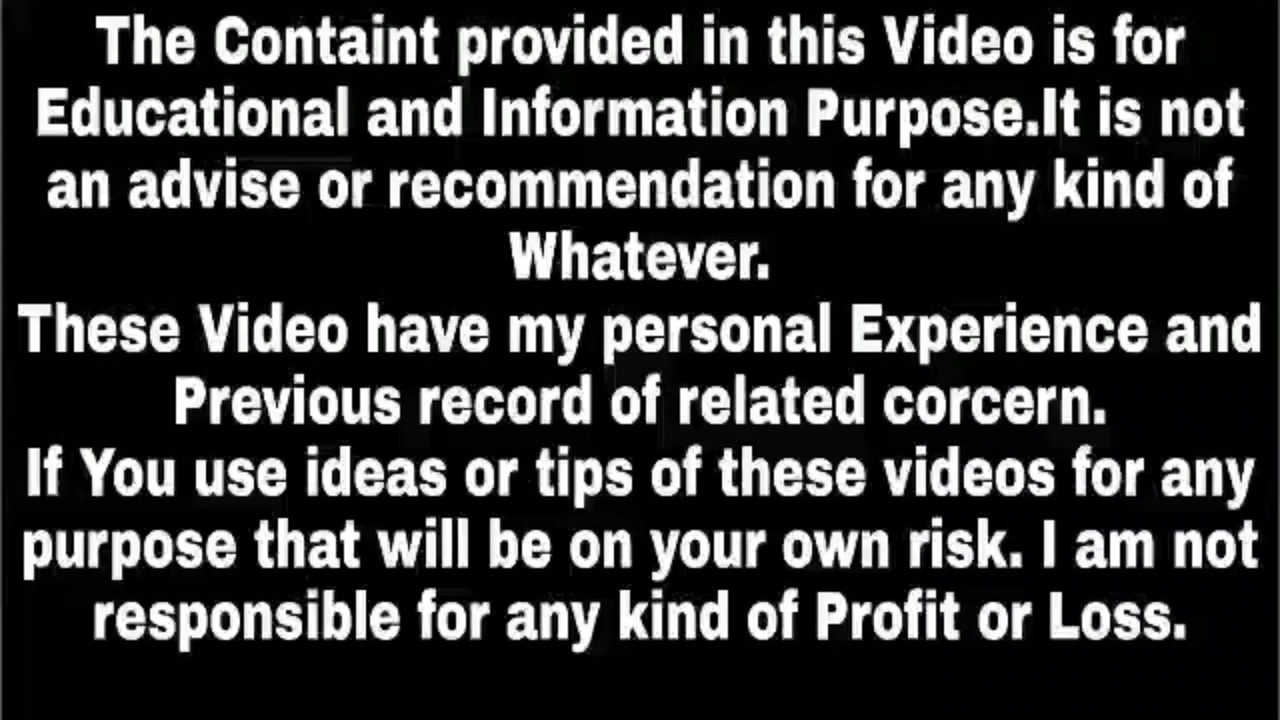 The Containt provided in this Video is for
Educational and Information Purpose.It is not
an advise or recommendation for any kind of
Whatever.
These Video have my personal Experience and
Previous record of related corcern.
If You use ideas or tips of these videos for any
purpose that will be on your own risk. I am not
responsible for any kind of Profit or Loss.